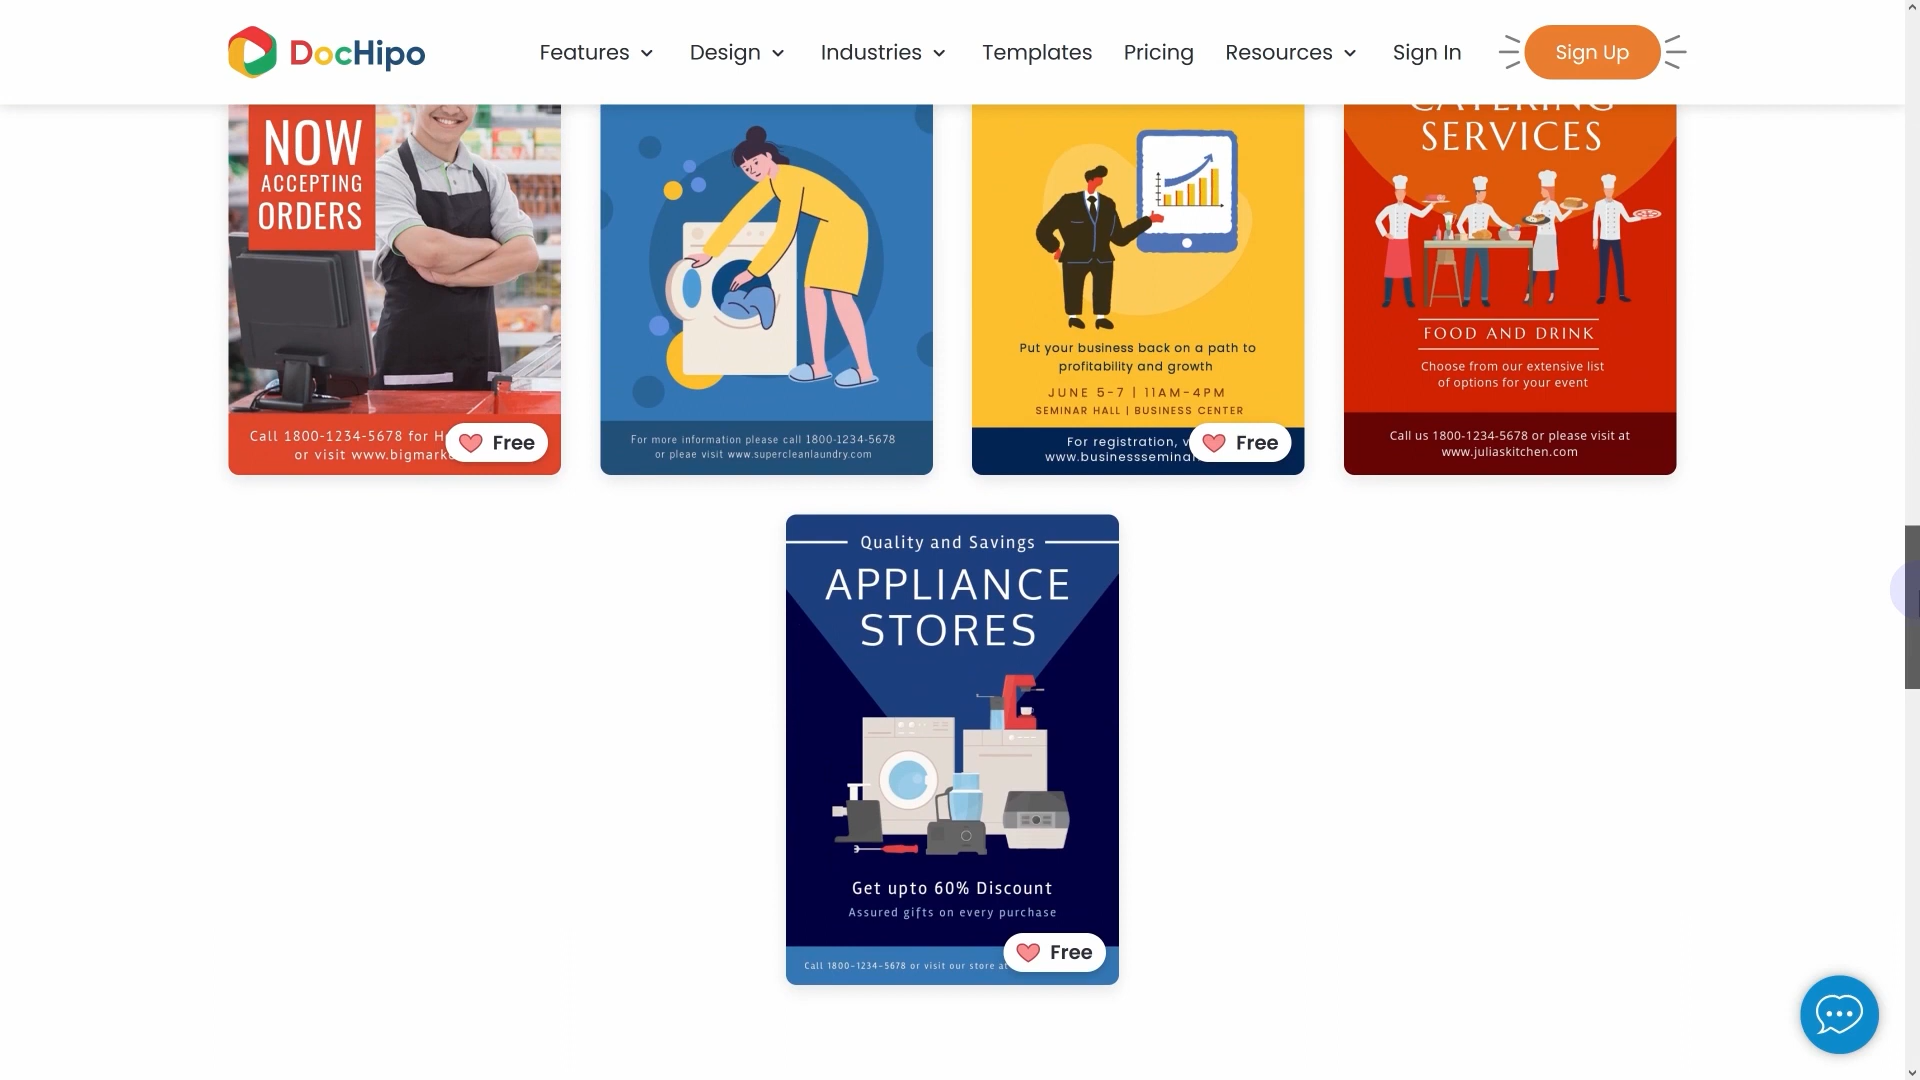 DocHipo
Features
Design
Industries
Templates
Pricing
Resources
Sign In
Sign Up
NOW
ACCEPTING
ORDERS
Call 1800-1234-5678 for
or visit
Free
For more information please call 1800-1234-5678
or pleae visit www.supercleanlaundry.com
Put your business back on a path to
profitability and growth
JUNE 5-7 | 11AM-4PM
SEMINAR HALL | BUSINESS CENTER
For registration,
Free
CATERING
SERVICES
FOOD AND DRINK
Choose from our extensive list
of options for your event
Call us 1800-1234-5678 or please visit at
www.juliaskitchen.com
Quality and Savings
APPLIANCE
STORES
Get upto 60% Discount
Assured gifts on every purchase
Call 1800-1234-5678 or visit our store at
Free